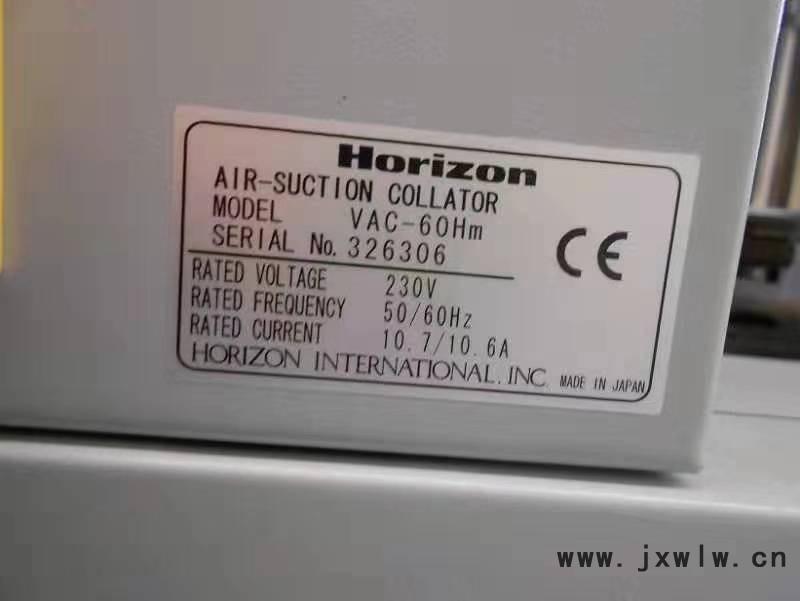 Horizon
AIR-SUCTION COLLATOR
MODEL VAC-60Hm
SERIAL No. 326306
CE
RATED VOLTAGE 230V
RATED FREQUENCY 50/60Hz
RATED CURRENT 10.7/10.6A
HORIZON INTERNATIONAL. INC. MADE IN JAPAN
www.jxwlw.cn